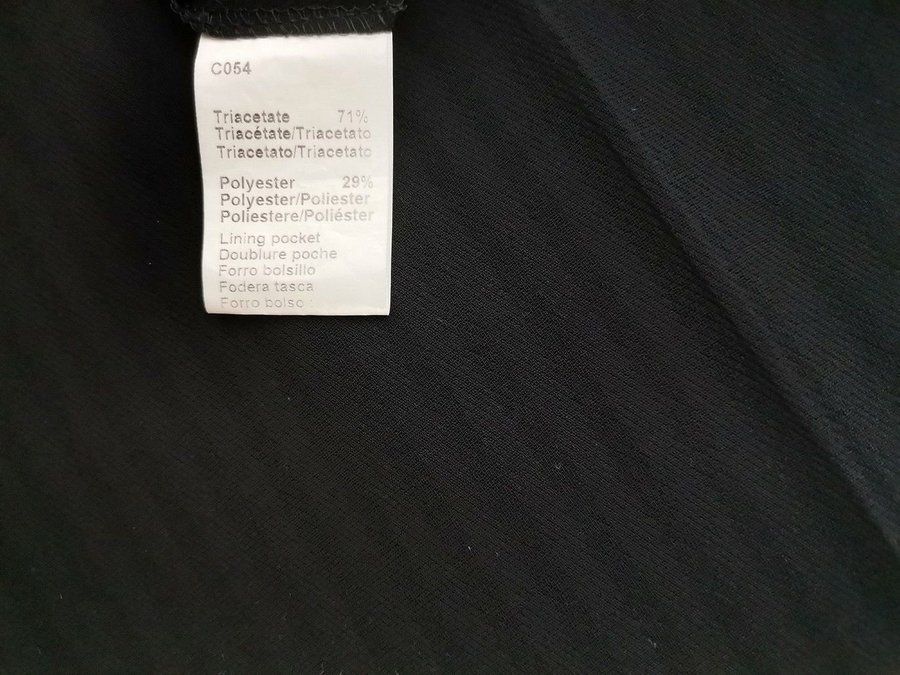 C054
Triacetate 71%
Triacétate/Triacetato
Triacetato/Triacetato
Polyester 29%
Polyester/Poliester
Poliestere/Poliéster
Lining pocket
Doublure poche
Forro bolsillo
Fodera tasca
Forro bolso :